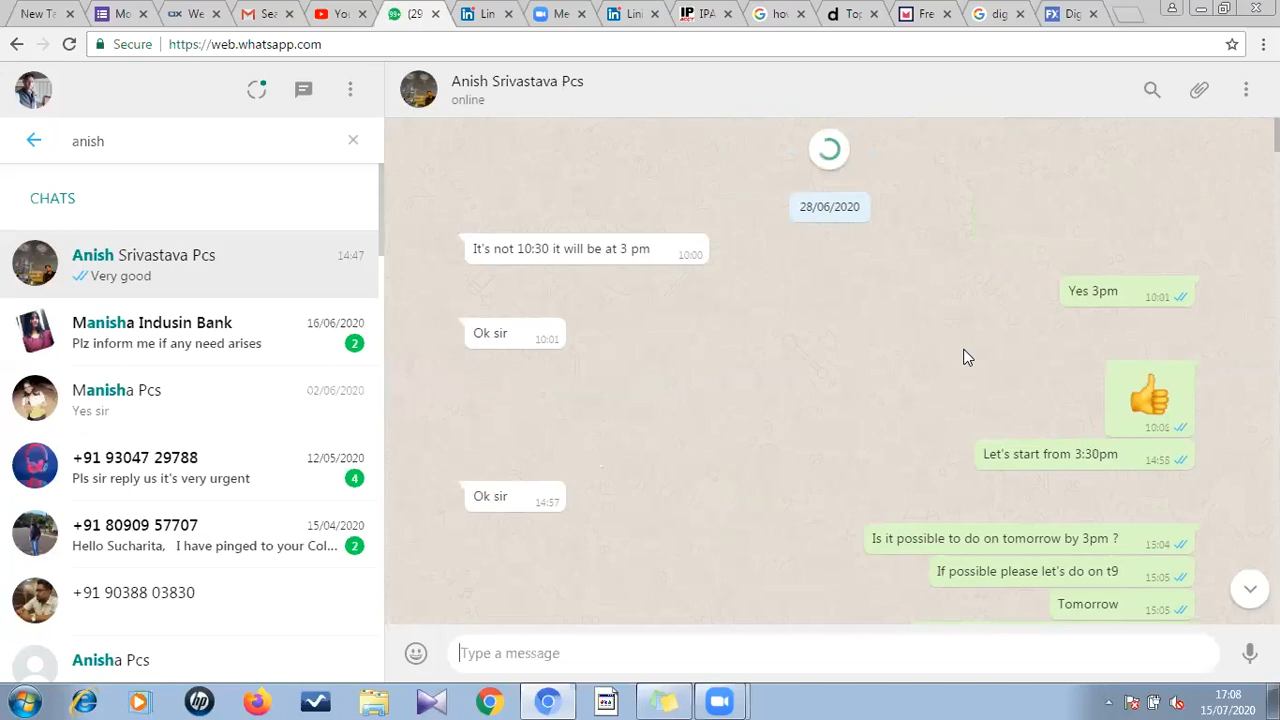 New Ta
Ma
Wa
Sec
You
(29
Lin
Me
Lin
IPA
how
Top
Fre
dig
Dig
Secure
https://web.whatsapp.com
anish
CHATS
Anish Srivastava Pcs
14:47
Very good
Manisha Indusin Bank
16/06/2020
Plz inform me if any need arises
2
Manisha Pcs
02/06/2020
Yes sir
+91 93047 29788
12/05/2020
Pls sir reply us it's very urgent
4
+91 80909 57707
15/04/2020
Hello Sucharita, I have pinged to your Col...
2
+91 90388 03830
Anisha Pcs
Anish Srivastava Pcs
online
28/06/2020
It's not 10:30 it will be at 3 pm
10:00
Yes 3pm
10:01
Ok sir
10:01
10:06
Let's start from 3:30pm
14:55
Ok sir
14:57
Is it possible to do on tomorrow by 3pm ?
15:04
If possible please let's do on t9
15:05
Tomorrow
15:05
Type a message
17:08
15/07/2020